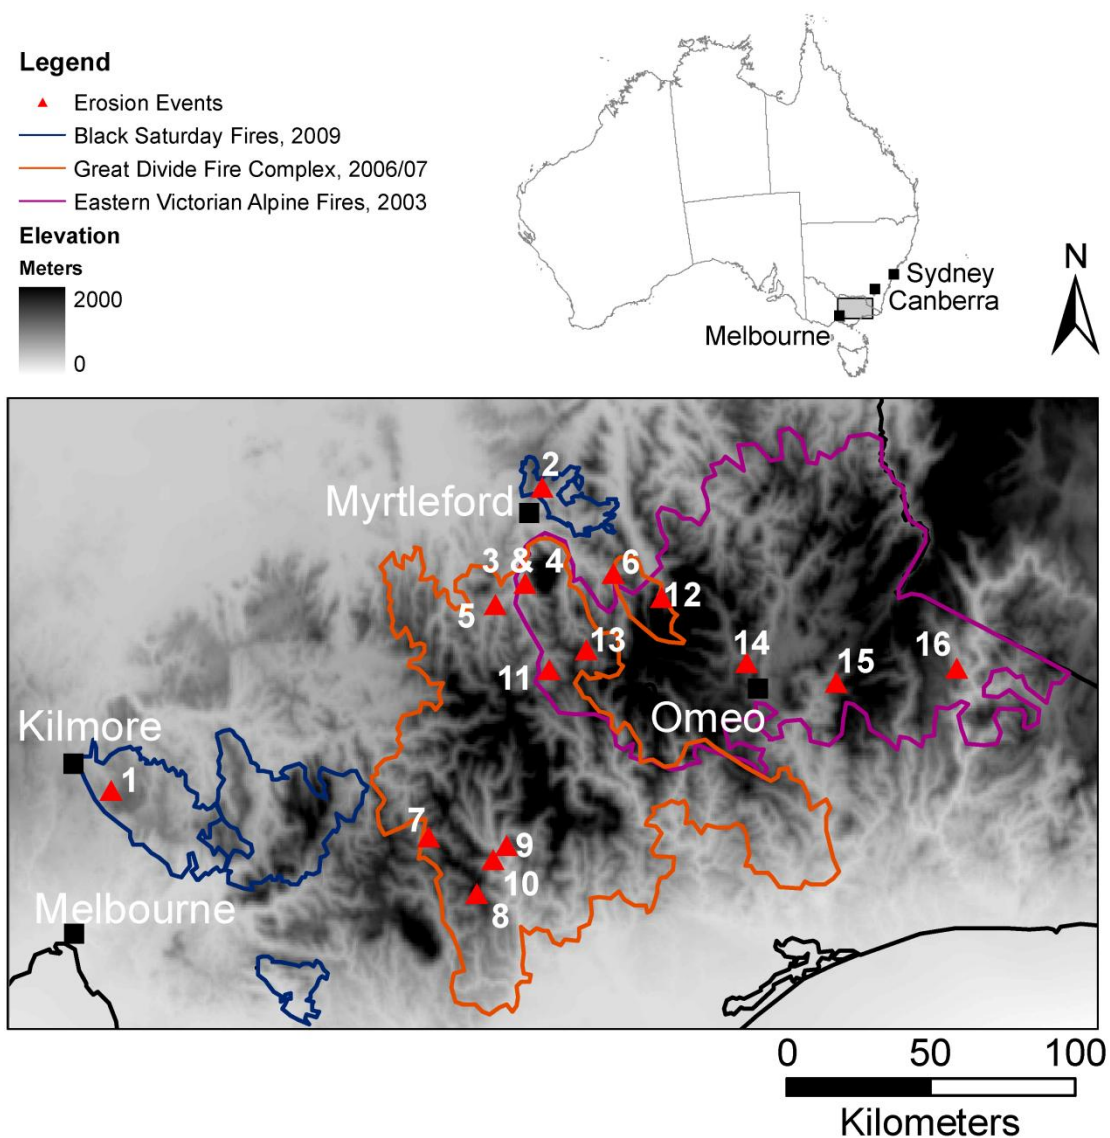 Legend
Erosion Events
Black Saturday Fires, 2009
Great Divide Fire Complex, 2006/07
Eastern Victorian Alpine Fires, 2003
Elevation
Meters
2000
0
N
Sydney
Canberra
Melbourne
2
Myrtleford
3 & 4
6
5
12
13
14
16
11
15
Omeo
Kilmore
1
7
9
10
8
Melbourne
0 50 100
Kilometers